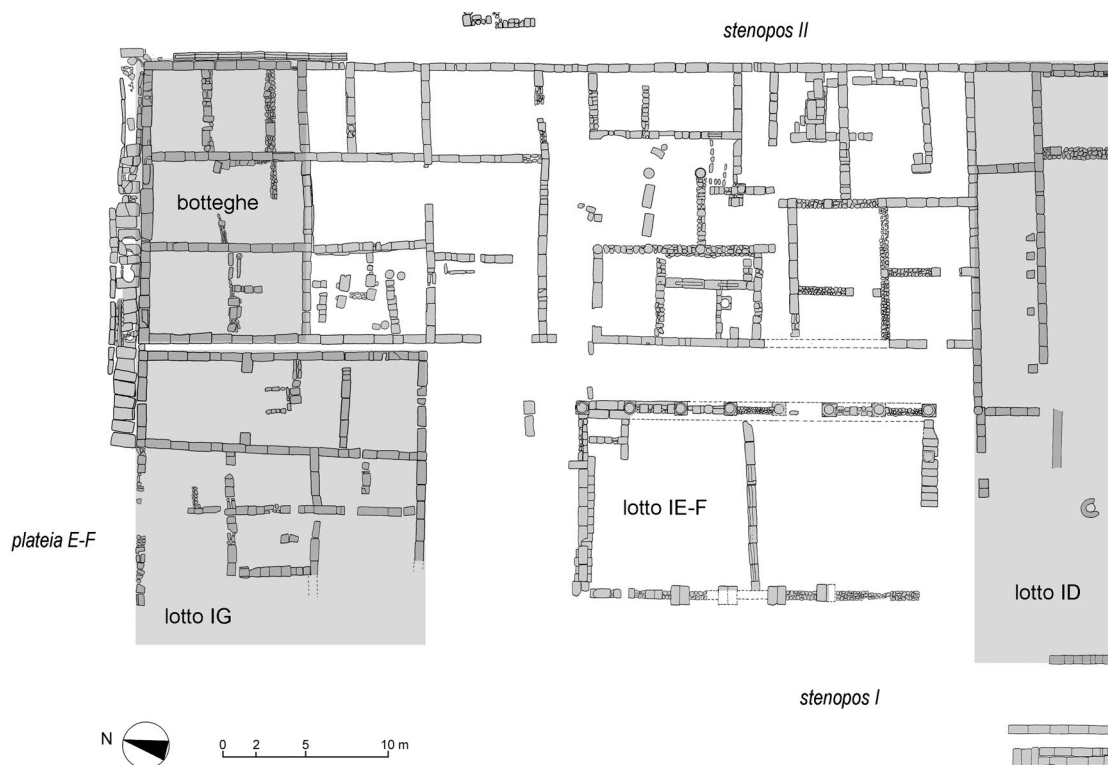 stenopos II
botteghe
lotto IE-F
plateia E-F
lotto ID
lotto IG
stenopos I
N
0 2 5 10 m